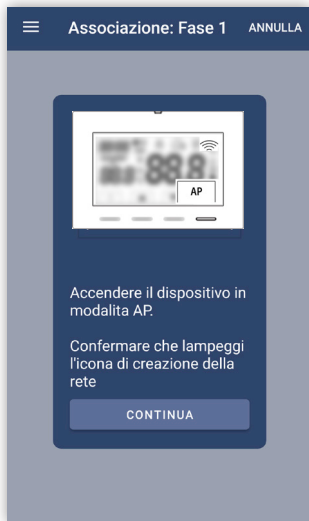 Associazione: Fase 1 ANNULLA
AP
Accendere il dispositivo in
modalita AP.
Confermare che lampeggi
l'icona di creazione della
rete
CONTINUA